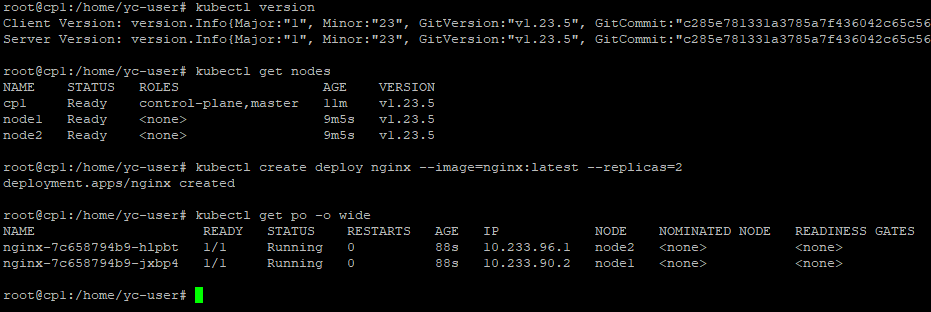 root@cp1:/home/yc-user# kubectl version
Client Version: version.Info{Major:"1", Minor:"23", GitVersion:"v1.23.5", GitCommit:"c285e781331a3785a7f436042c65c56
Server Version: version.Info{Major:"1", Minor:"23", GitVersion:"v1.23.5", GitCommit:"c285e781331a3785a7f436042c65c56
root@cp1:/home/yc-user# kubectl get nodes
NAME STATUS ROLES AGE VERSION
cp1 Ready control-plane,master 11m v1.23.5
node1 Ready <none> 9m5s v1.23.5
node2 Ready <none> 9m5s v1.23.5
root@cp1:/home/yc-user# kubectl create deploy nginx --image=nginx:latest --replicas=2
deployment.apps/nginx created
root@cp1:/home/yc-user# kubectl get po -o wide
NAME READY STATUS RESTARTS AGE IP NODE NOMINATED NODE READINESS GATES
nginx-7c658794b9-hlpbt 1/1 Running 0 88s 10.233.96.1 node2 <none> <none>
nginx-7c658794b9-jxbp4 1/1 Running 0 88s 10.233.90.2 node1 <none> <none>
root@cp1:/home/yc-user#